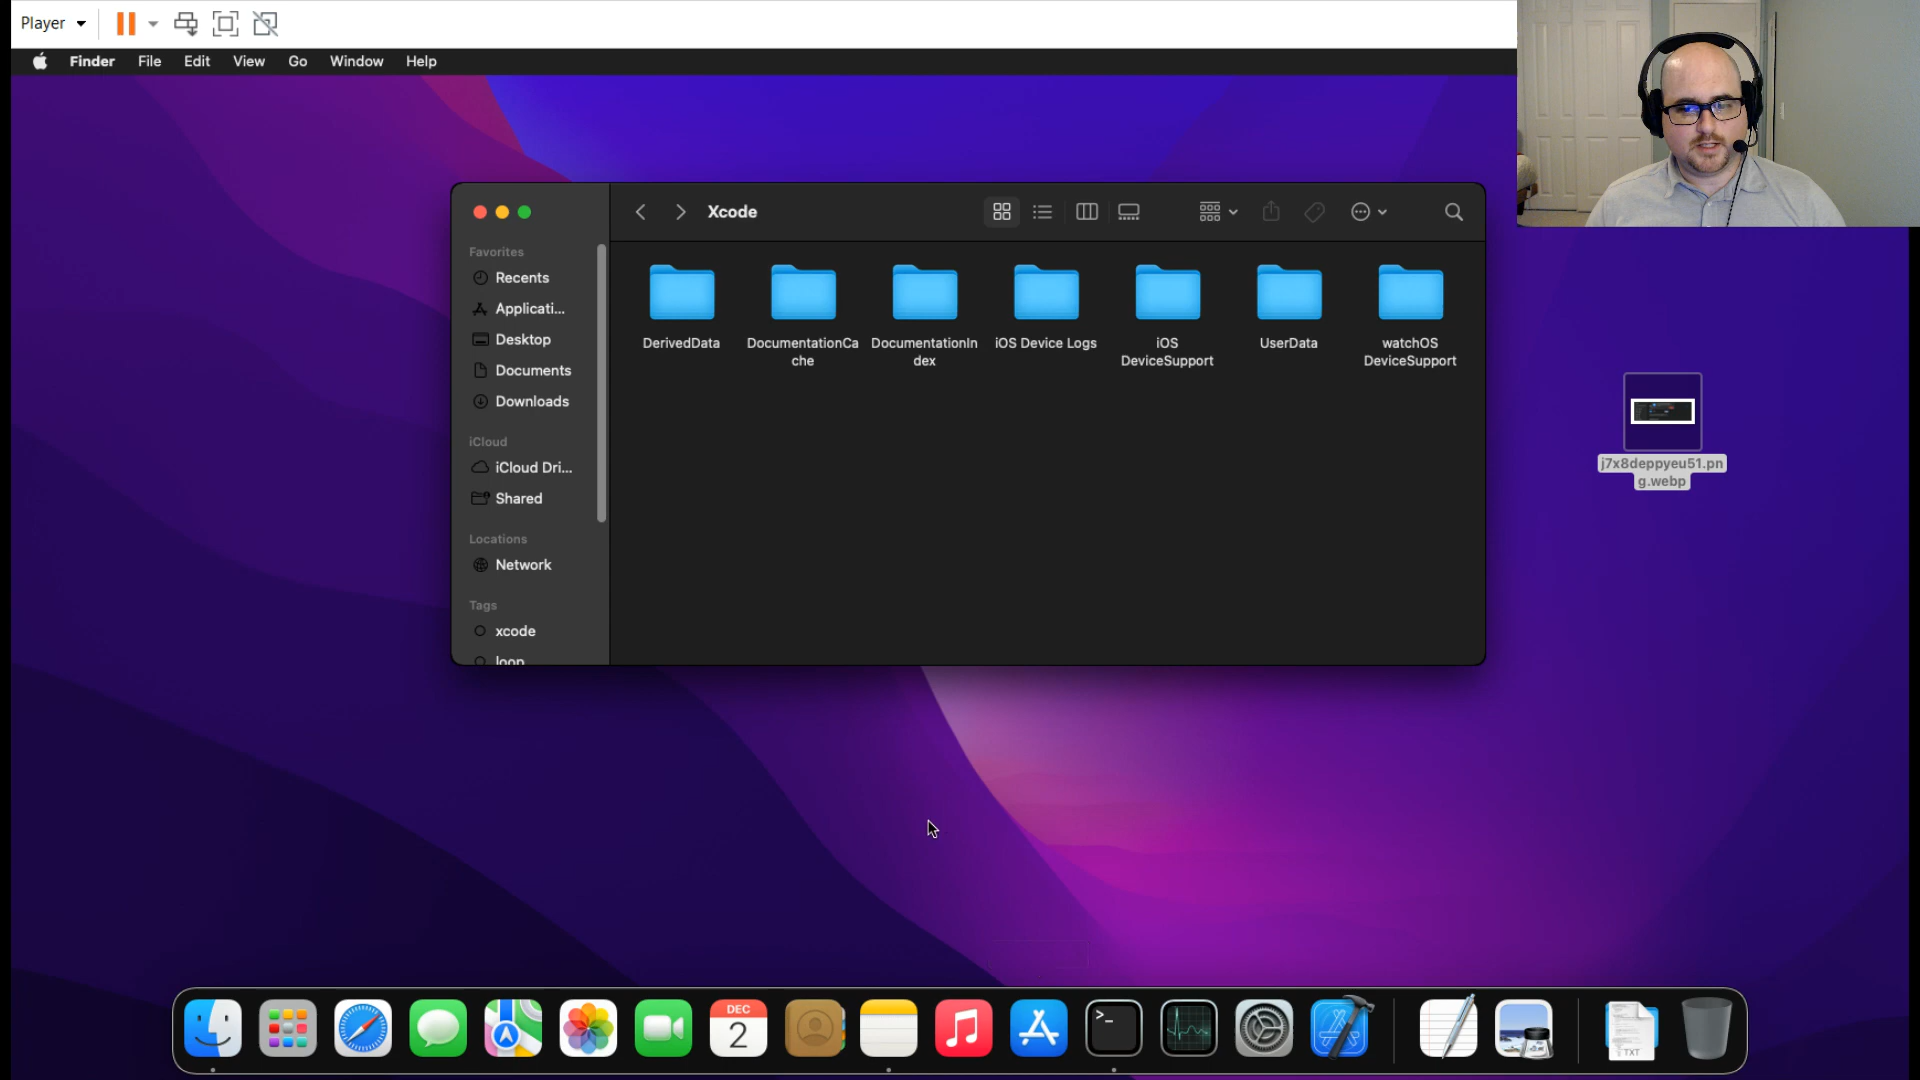 Player
Finder File Edit View Go Window Help
Xcode
Favorites
Recents
Applicati...
Desktop
Documents
Downloads
iCloud
iCloud Dri...
Shared
Locations
Network
Tags
xcode
loop
DerivedData
DocumentationCa
che
DocumentationIn
dex
iOS Device Logs
iOS
DeviceSupport
UserData
watchOS
DeviceSupport
j7x8deppyeu51.pn
g.webp
DEC
2
>_
TXT